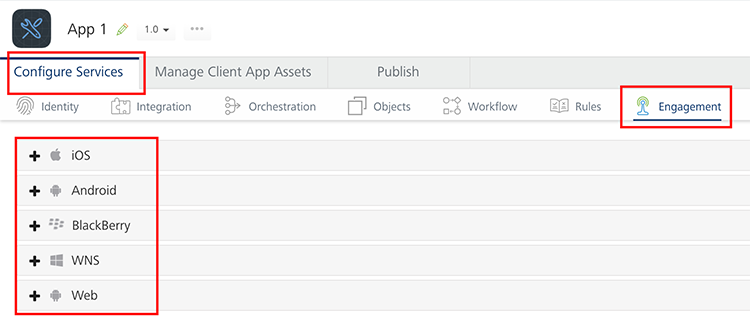 App 1 1.0
Configure Services Manage Client App Assets Publish
Identity Integration Orchestration Objects Workflow Rules Engagement
iOS
Android
BlackBerry
WNS
Web